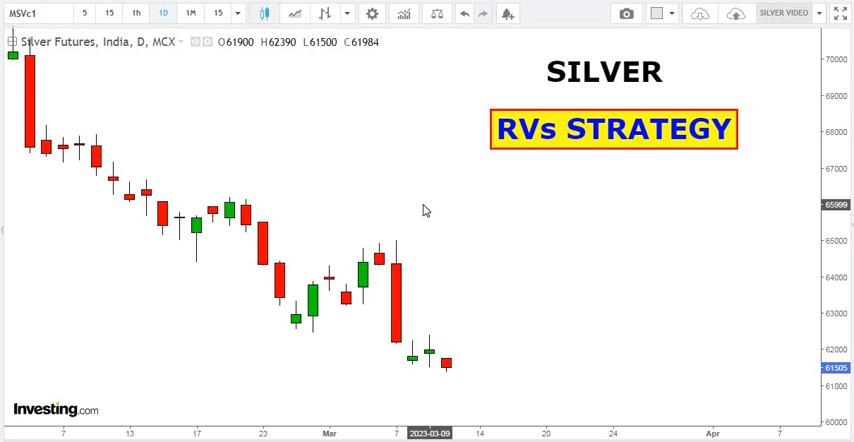 MSVc1 5 15 1H 1D 1M 15 SILVER VIDEO
Silver Futures, India, D, MCX O61900 H62390 L61500 C61984
SILVER
RVs STRATEGY
70000
69000
68000
67000
65999
65000
64000
63000
62000
61505
61000
60000
Investing.com
7 13 17 23 Mar 7 2023-03-09 14 20 24 Apr 7